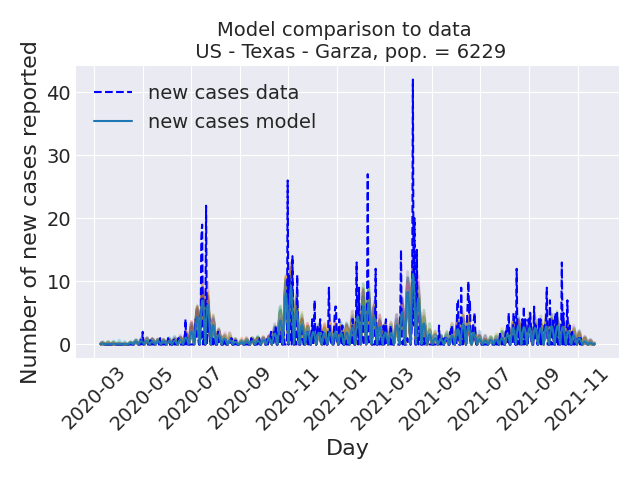 Model comparison to data
US - Texas - Garza, pop. = 6229
Number of new cases reported
40
30
20
10
0
new cases data
new cases model
2020-03
2020-05
2020-07
2020-09
2020-11
2021-01
2021-03
2021-05
2021-07
2021-09
2021-11
Day